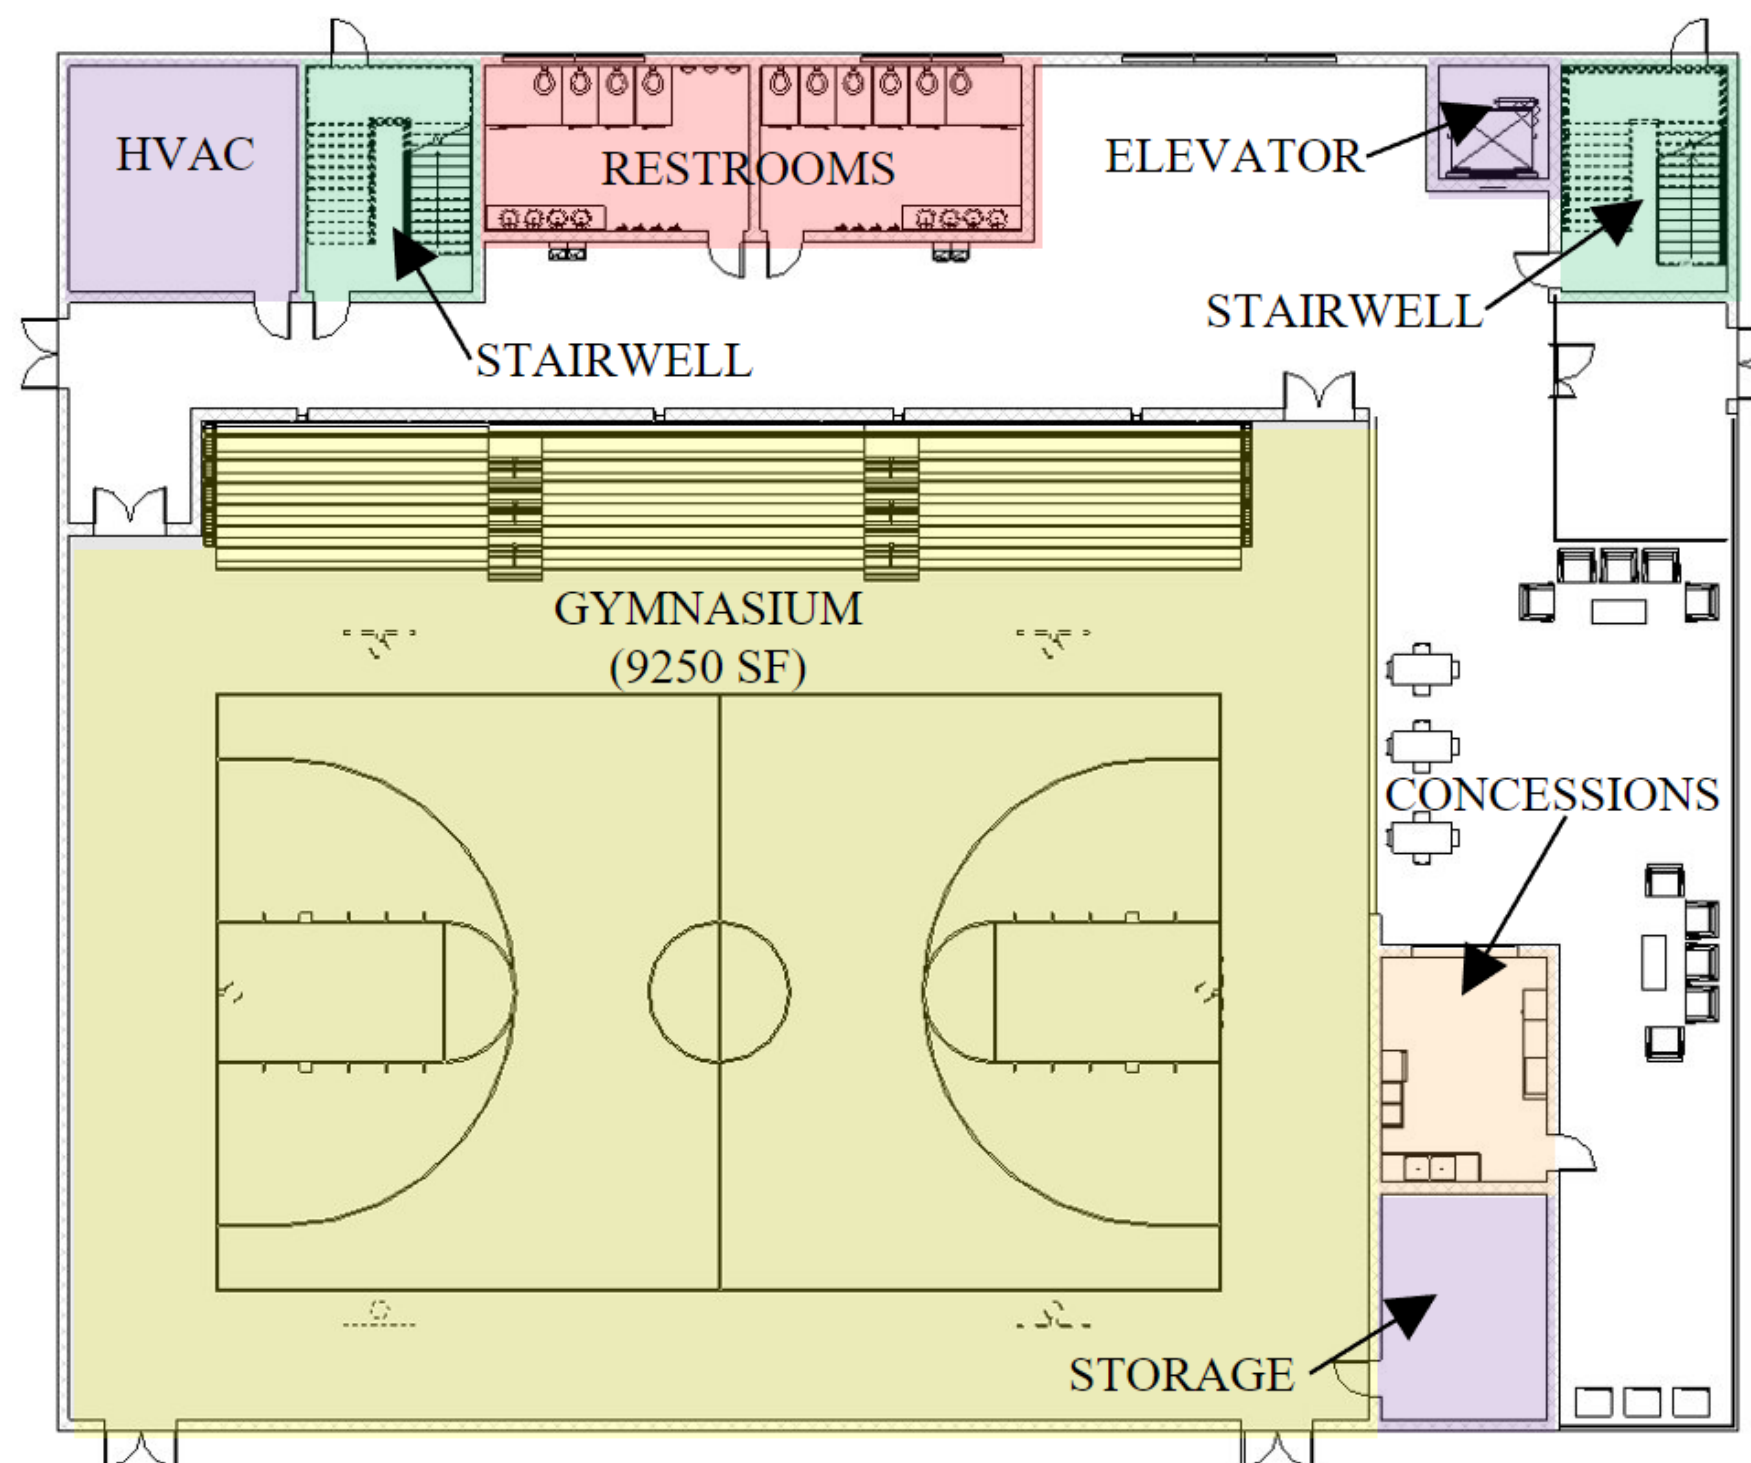 HVAC
RESTROOMS
ELEVATOR
STAIRWELL
STAIRWELL
GYMNASIUM
(9250 SF)
CONCESSIONS
STORAGE